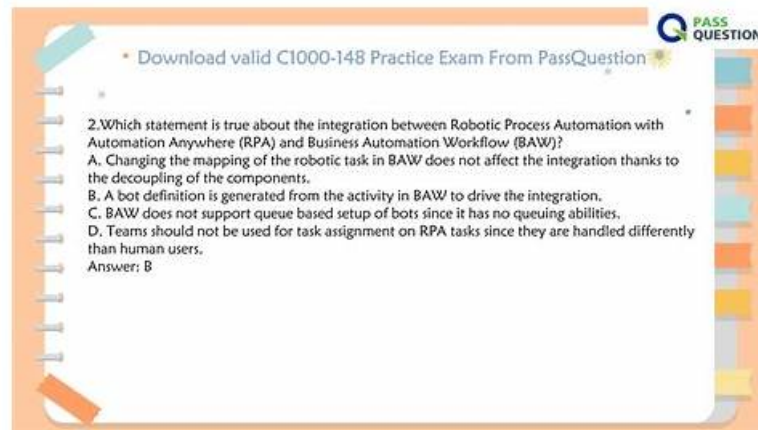 PASS
QUESTION
• Download valid C1000-148 Practice Exam From PassQuestion
2.Which statement is true about the integration between Robotic Process Automation with
Automation Anywhere (RPA) and Business Automation Workflow (BAW)?
A. Changing the mapping of the robotic task in BAW does not affect the integration thanks to
the decoupling of the components.
B. A bot definition is generated from the activity in BAW to drive the integration.
C. BAW does not support queue based setup of bots since it has no queuing abilities.
D. Teams should not be used for task assignment on RPA tasks since they are handled differently
than human users.
Answer: B